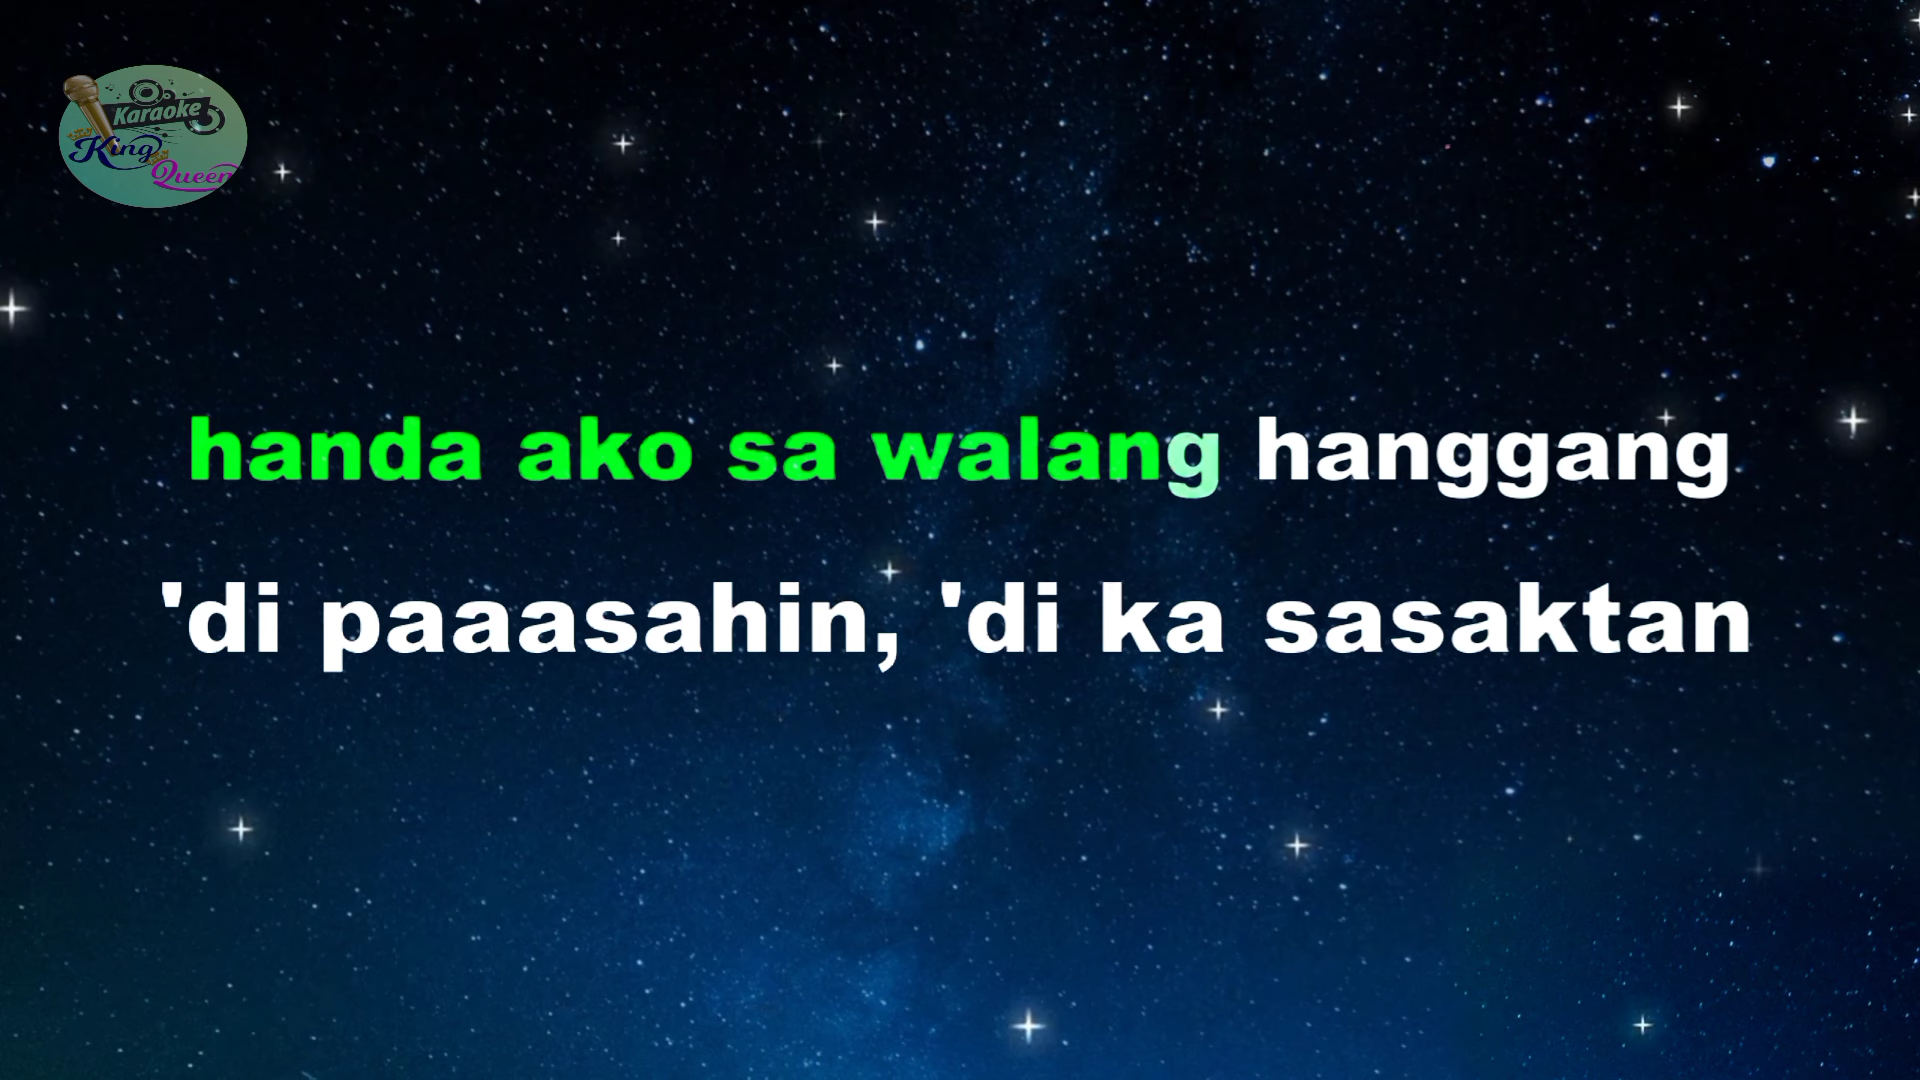 Karaoke
King
Queen
handa ako sa walang hanggang
'di paaasahin, 'di ka sasaktan